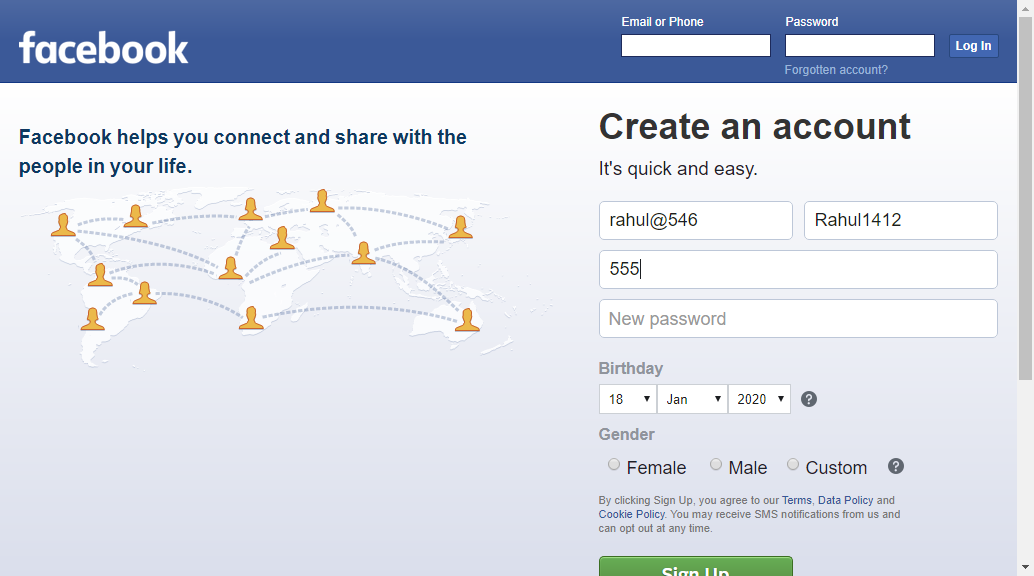 facebook
Email or Phone
Password
Log In
Forgotten account?
Facebook helps you connect and share with the
people in your life.
Create an account
It's quick and easy.
rahul@546
Rahul1412
555
New password
Birthday
18 Jan 2020 ?
Gender
Female Male Custom ?
By clicking Sign Up, you agree to our Terms, Data Policy and
Cookie Policy. You may receive SMS notifications from us and
can opt out at any time.
Sign Up